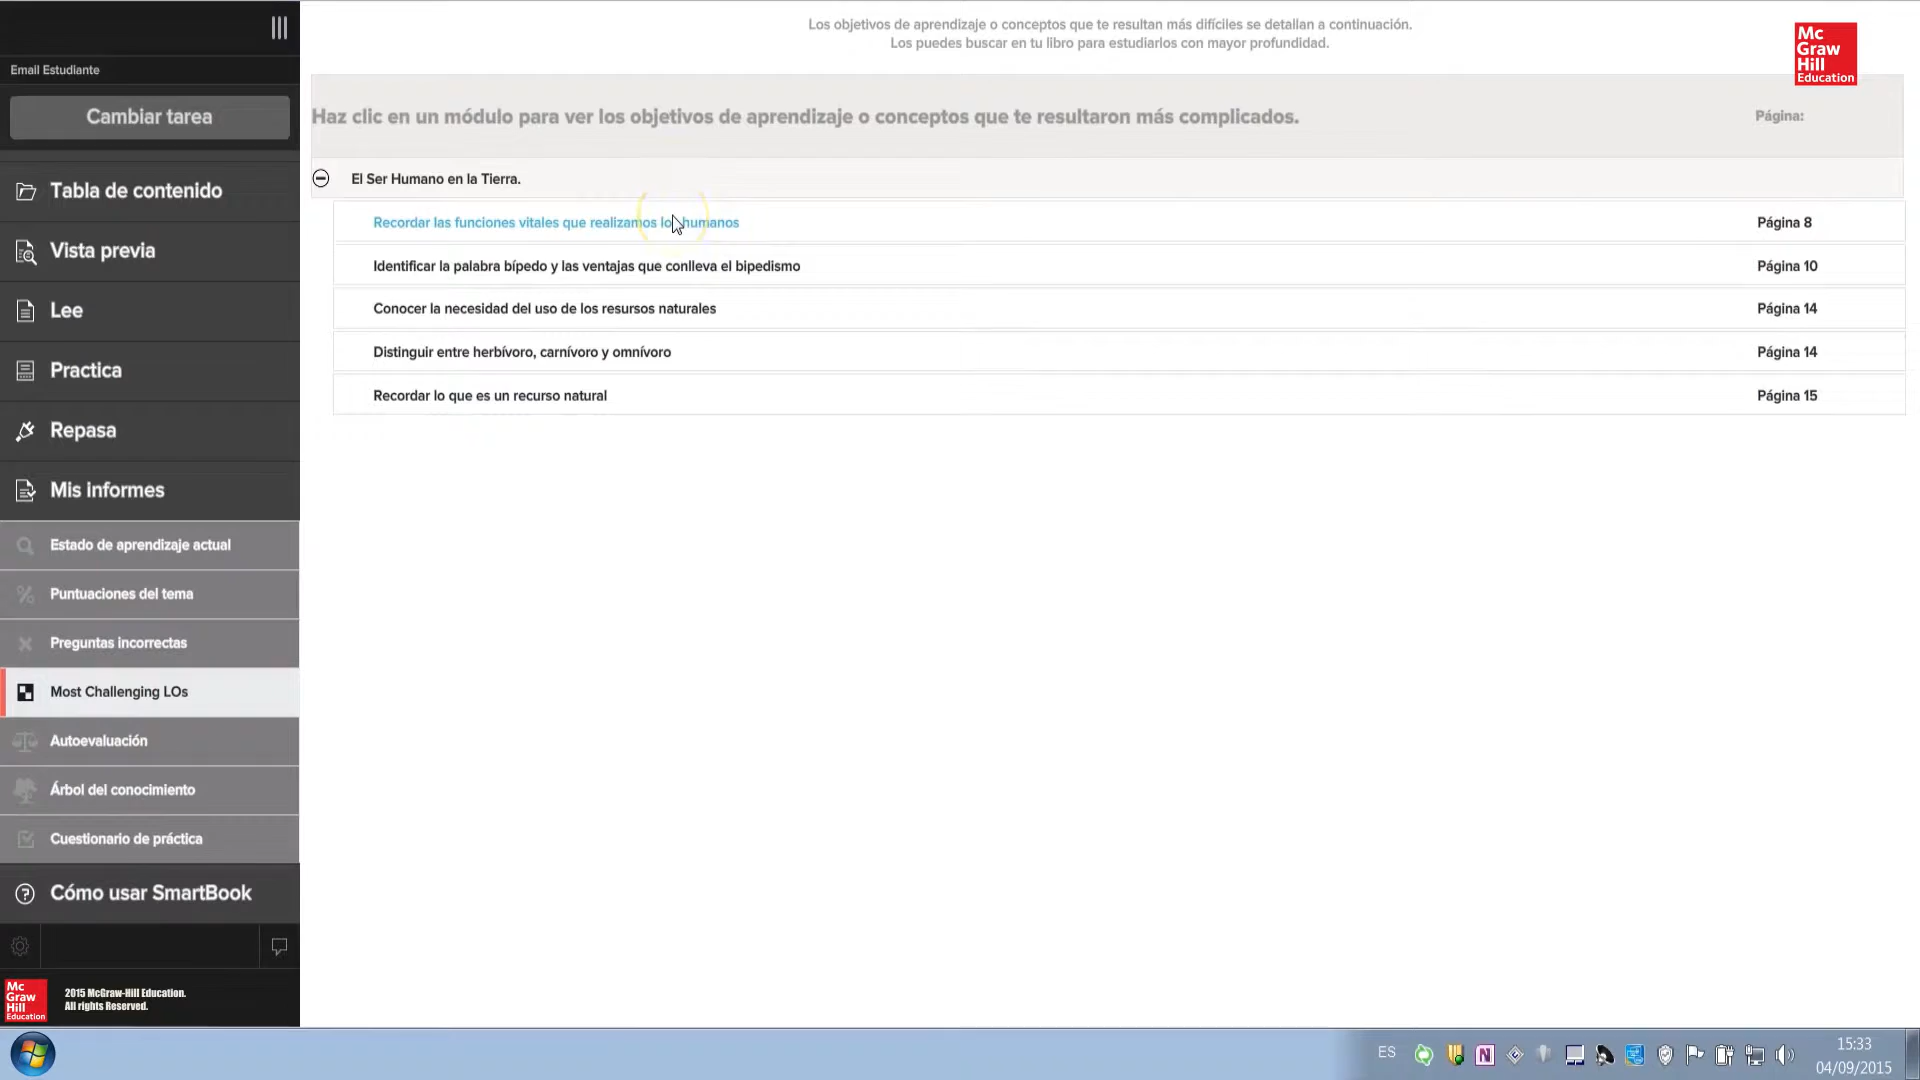 Email Estudiante
Cambiar tarea
Tabla de contenido
Vista previa
Lee
Practica
Repasa
Mis informes
Estado de aprendizaje actual
Puntuaciones del tema
Preguntas incorrectas
Most Challenging LOs
Autoevaluación
Árbol del conocimiento
Cuestionario de práctica
Cómo usar SmartBook
Mc
Graw
Hill
Education
2015 McGraw-Hill Education.
All rights Reserved.
Los objetivos de aprendizaje o conceptos que te resultan más difíciles se detallan a continuación.
Los puedes buscar en tu libro para estudiarlos con mayor profundidad.
Mc
Graw
Hill
Education
Haz clic en un módulo para ver los objetivos de aprendizaje o conceptos que te resultaron más complicados. Página:
El Ser Humano en la Tierra.
Recordar las funciones vitales que realizamos los humanos Página 8
Identificar la palabra bípedo y las ventajas que conlleva el bipedismo Página 10
Conocer la necesidad del uso de los resursos naturales Página 14
Distinguir entre herbívoro, carnívoro y omnívoro Página 14
Recordar lo que es un recurso natural Página 15
ES
N
15:33
04/09/2015